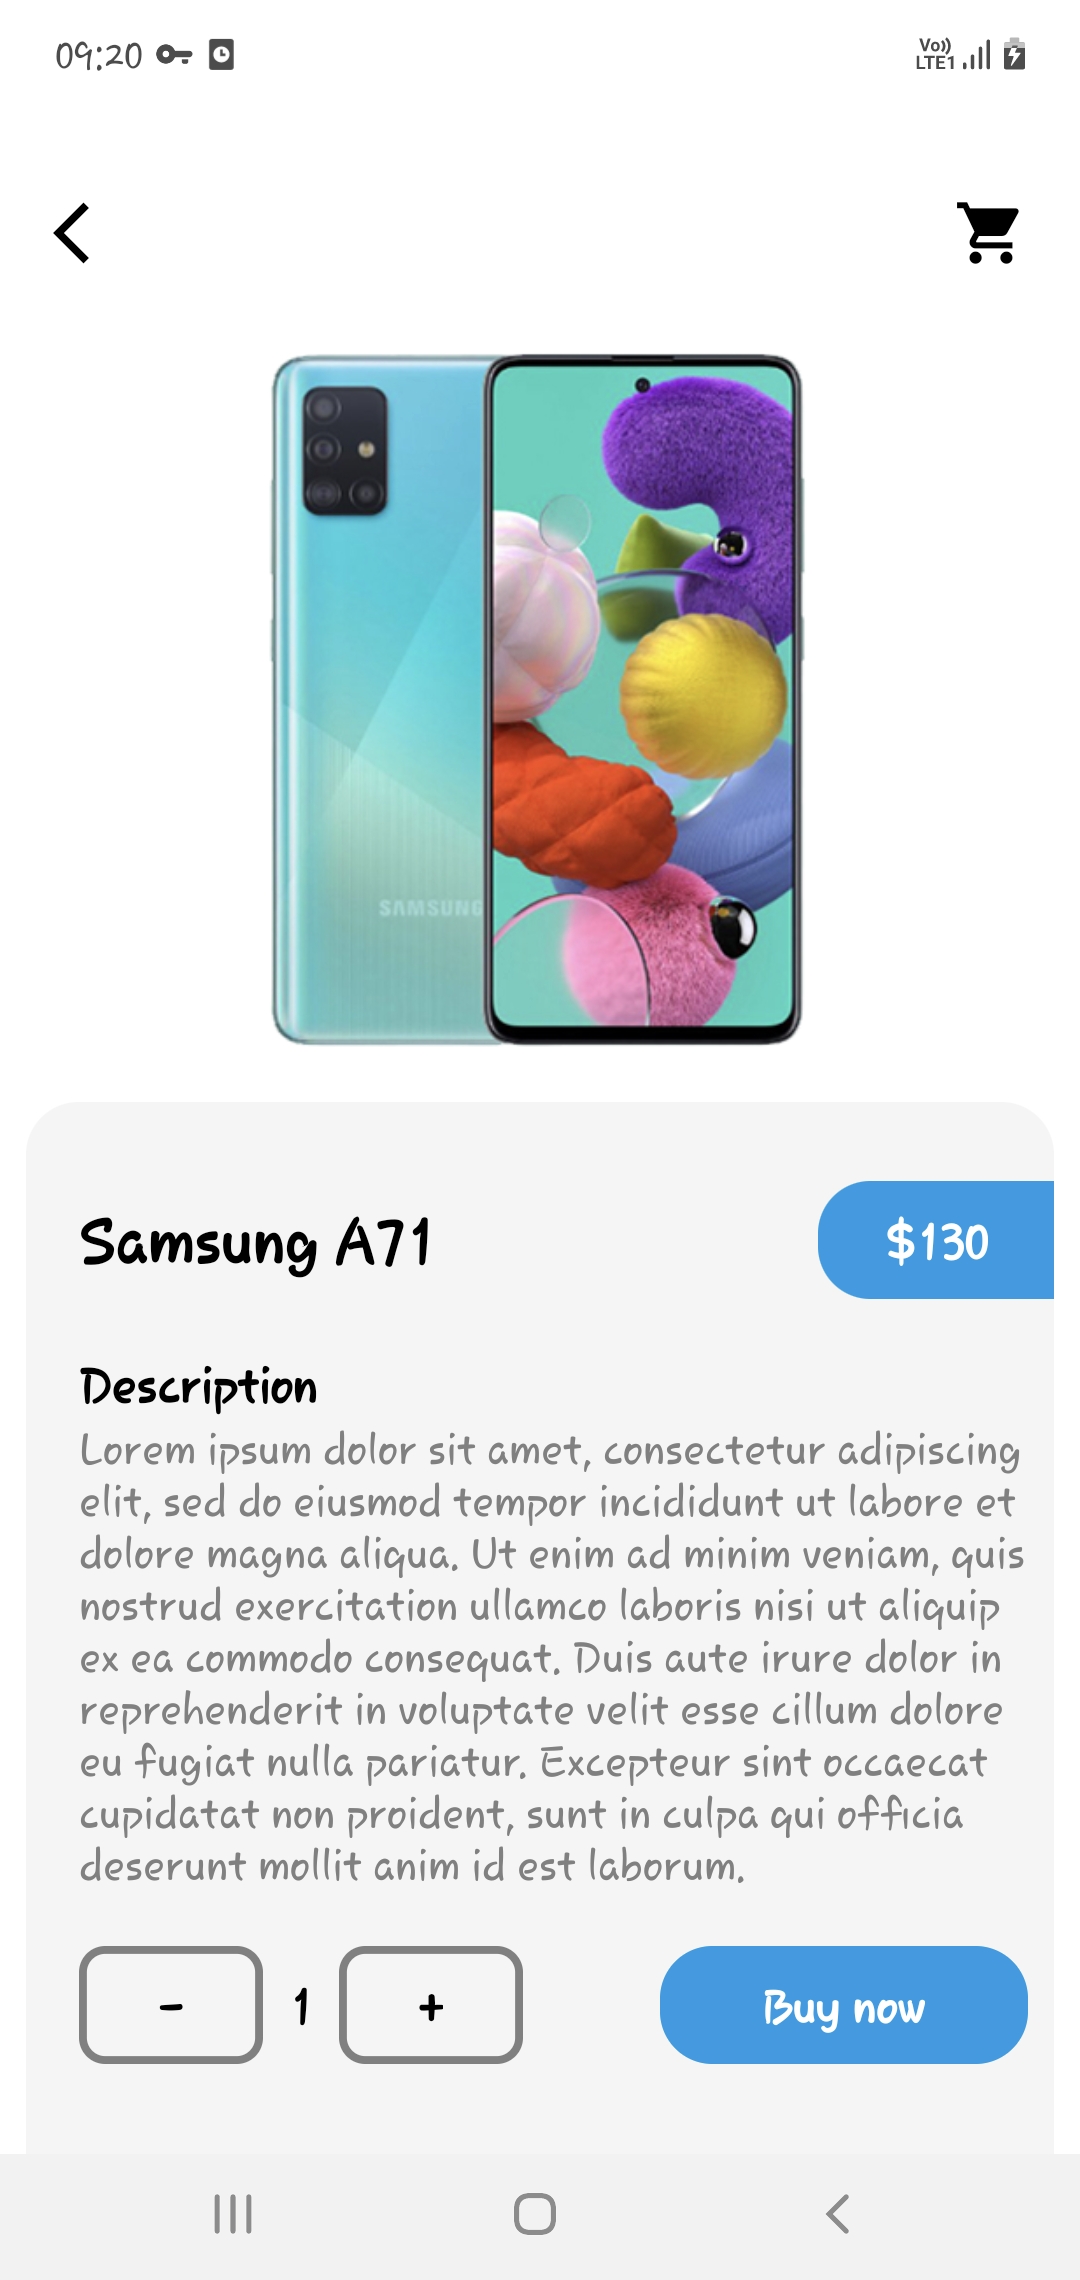 09:20
Vo)) LTE1
SAMSUNG
Samsung A71
$130
Description
Lorem ipsum dolor sit amet, consectetur adipiscing
elit, sed do eiusmod tempor incididunt ut labore et
dolore magna aliqua. Ut enim ad minim veniam, quis
nostrud exercitation ullamco laboris nisi ut aliquip
ex ea commodo consequat. Duis aute irure dolor in
reprehenderit in voluptate velit esse cillum dolore
eu fugiat nulla pariatur. Excepteur sint occaecat
cupidatat non proident, sunt in culpa qui officia
deserunt mollit anim id est laborum.
- 1 +
Buy now